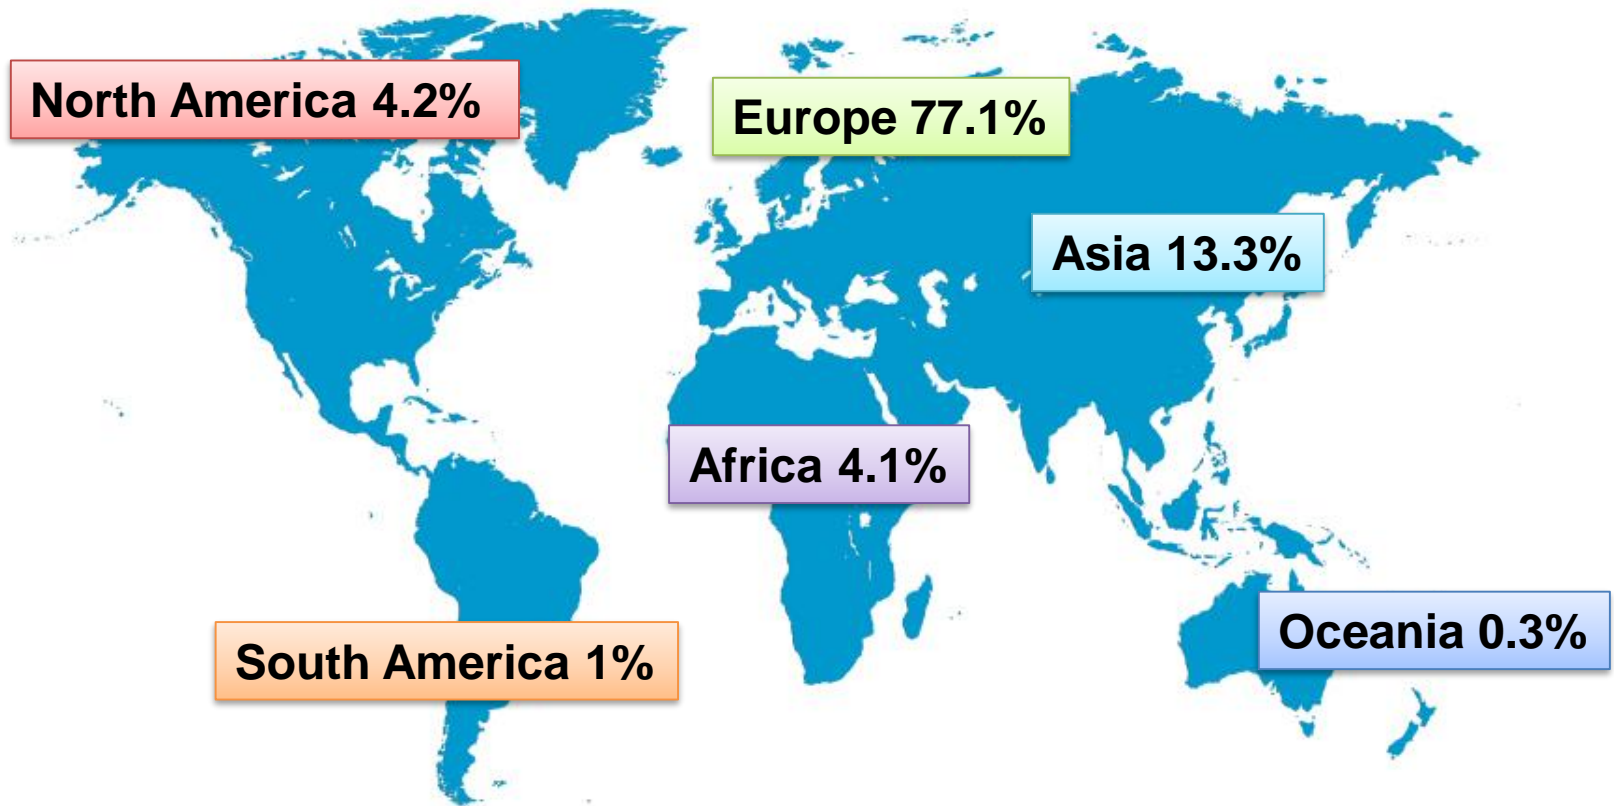 North America 4.2%
Europe 77.1%
Asia 13.3%
Africa 4.1%
South America 1%
Oceania 0.3%